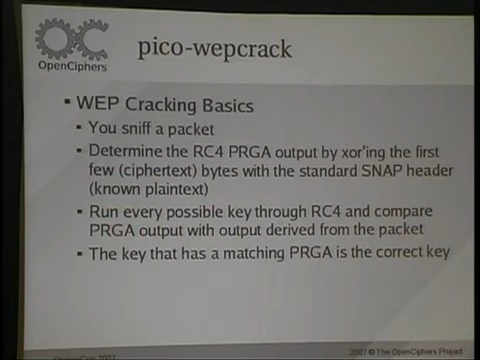 OpenCiphers
pico-wepcrack
▪ WEP Cracking Basics
▪ You sniff a packet
▪ Determine the RC4 PRGA output by xor'ing the first
few (ciphertext) bytes with the standard SNAP header
(known plaintext)
▪ Run every possible key through RC4 and compare
PRGA output with output derived from the packet
▪ The key that has a matching PRGA is the correct key
2007 © The OpenCiphers Project